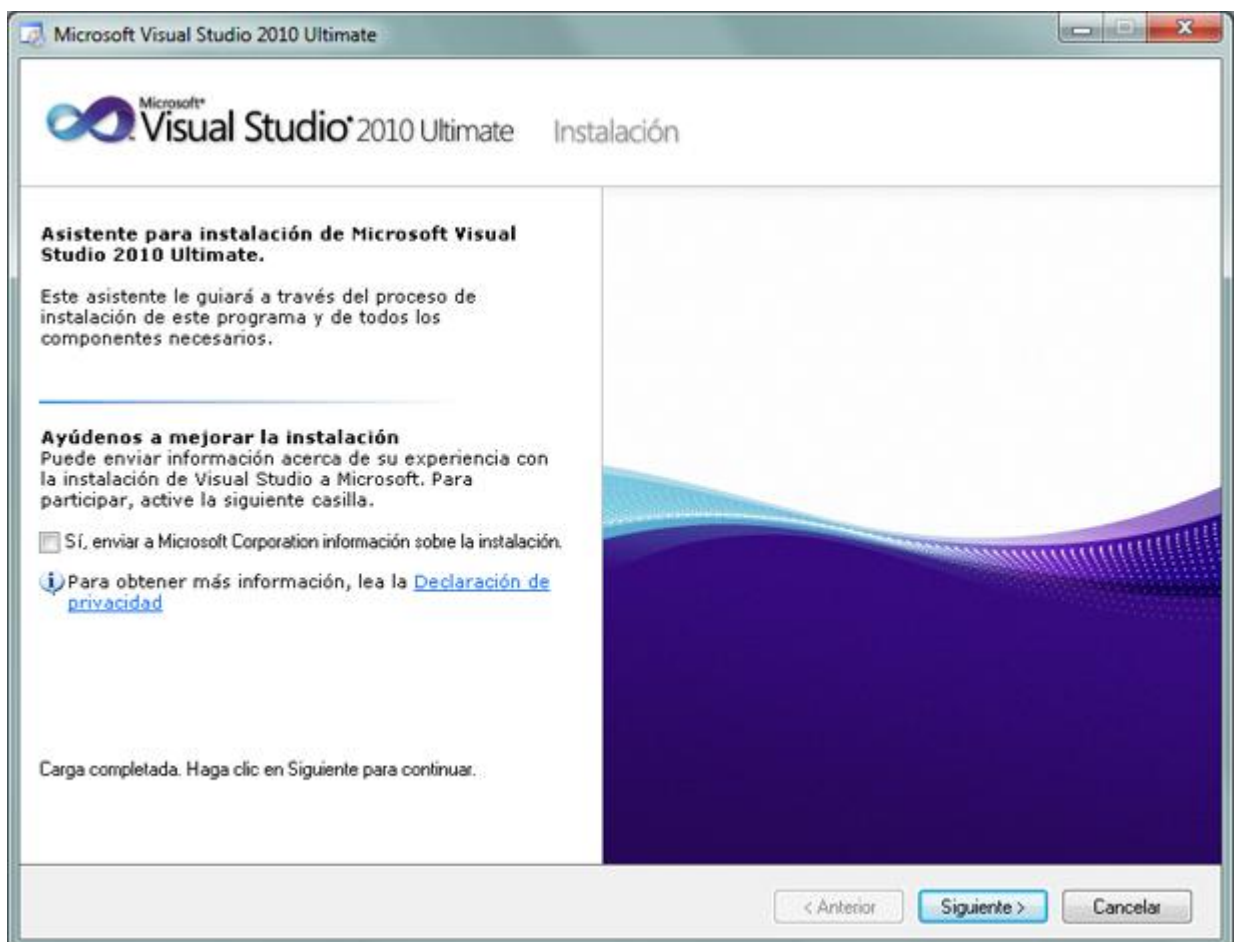 Microsoft Visual Studio 2010 Ultimate
Microsoft®
Visual Studio® 2010 Ultimate Instalación
Asistente para instalación de Microsoft Visual
Studio 2010 Ultimate.
Este asistente le guiará a través del proceso de
instalación de este programa y de todos los
componentes necesarios.
Ayúdenos a mejorar la instalación
Puede enviar información acerca de su experiencia con
la instalación de Visual Studio a Microsoft. Para
participar, active la siguiente casilla.
Sí, enviar a Microsoft Corporation información sobre la instalación.
Para obtener más información, lea la Declaración de
privacidad
Carga completada. Haga clic en Siguiente para continuar.
< Anterior Siguiente > Cancelar